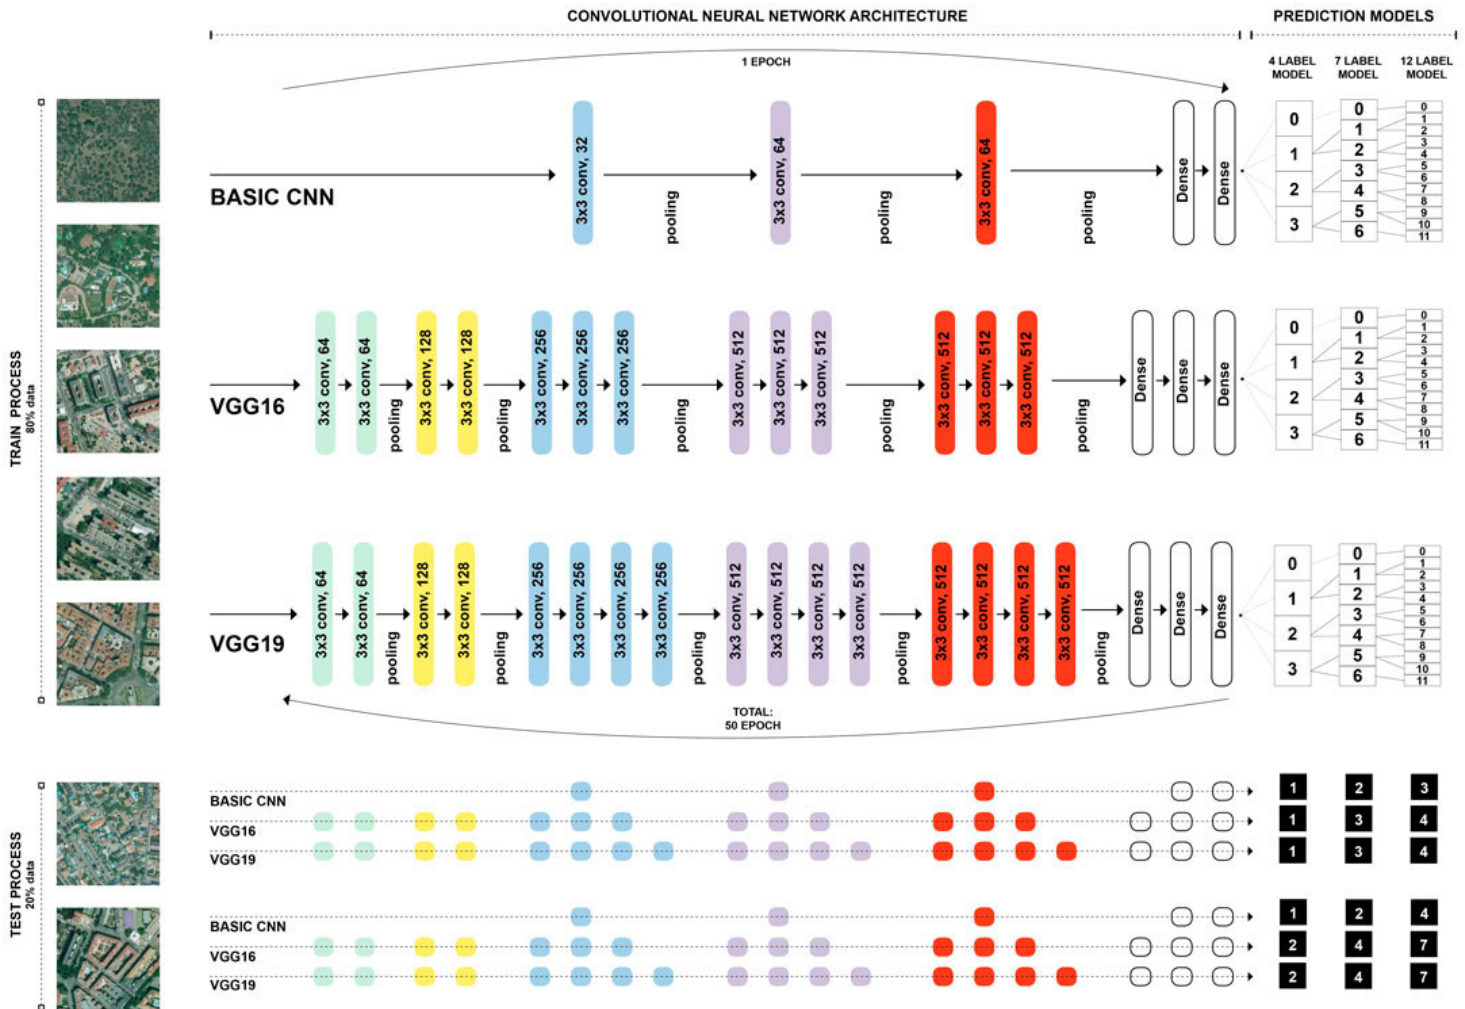 CONVOLUTIONAL NEURAL NETWORK ARCHITECTURE
PREDICTION MODELS
1 EPOCH
4 LABEL MODEL
7 LABEL MODEL
12 LABEL MODEL
TRAIN PROCESS
80% data
BASIC CNN
3x3 conv, 32
pooling
3x3 conv, 64
pooling
3x3 conv, 64
pooling
Dense
Dense
0
1
2
3
0
1
2
3
4
5
6
0
1
2
3
4
5
6
7
8
9
10
11
VGG16
3x3 conv, 64
3x3 conv, 64
pooling
3x3 conv, 128
3x3 conv, 128
pooling
3x3 conv, 256
3x3 conv, 256
3x3 conv, 256
pooling
3x3 conv, 512
3x3 conv, 512
3x3 conv, 512
pooling
3x3 conv, 512
3x3 conv, 512
3x3 conv, 512
pooling
Dense
Dense
Dense
0
1
2
3
0
1
2
3
4
5
6
0
1
2
3
4
5
6
7
8
9
10
11
VGG19
3x3 conv, 64
3x3 conv, 64
pooling
3x3 conv, 128
3x3 conv, 128
pooling
3x3 conv, 256
3x3 conv, 256
3x3 conv, 256
3x3 conv, 256
pooling
3x3 conv, 512
3x3 conv, 512
3x3 conv, 512
3x3 conv, 512
pooling
3x3 conv, 512
3x3 conv, 512
3x3 conv, 512
3x3 conv, 512
pooling
Dense
Dense
Dense
0
1
2
3
0
1
2
3
4
5
6
0
1
2
3
4
5
6
7
8
9
10
11
TOTAL:
50 EPOCH
TEST PROCESS
20% data
BASIC CNN
1 2 3
VGG16
1 3 4
VGG19
1 3 4
BASIC CNN
1 2 4
VGG16
2 4 7
VGG19
2 4 7